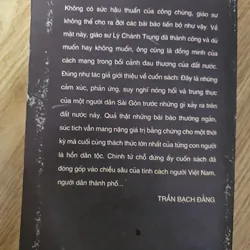 Không có sức hậu thuẫn của công chúng, giáo sư
không thể cho ra đời các bài báo tiến bộ như vậy. Về
mặt này, giáo sư Lý Chánh Trung đã thành công và dù
muốn hay không muốn, ông cũng là đồng minh của
cách mạng trong bối cảnh đau thương của đất nước.
Đúng như tác giả giới thiệu về cuốn sách: Đây là những
cảm xúc, phản ứng, suy nghĩ nóng hổi và trung thực
của một người dân Sài Gòn trước những gì xảy ra trên
đất nước này. Quả thật những bài báo thường ngắn,
súc tích vẫn mang nặng giá trị bằng chứng cho một thời
kỳ mà cuối cùng thách thức lớn nhất của từng con người
là hồn dân tộc. Chính từ chỗ đứng ấy cuốn sách đã
đóng góp vào chiều sâu của tính cách người Việt Nam,
người dân thành phố...
TRẦN BẠCH ĐẰNG